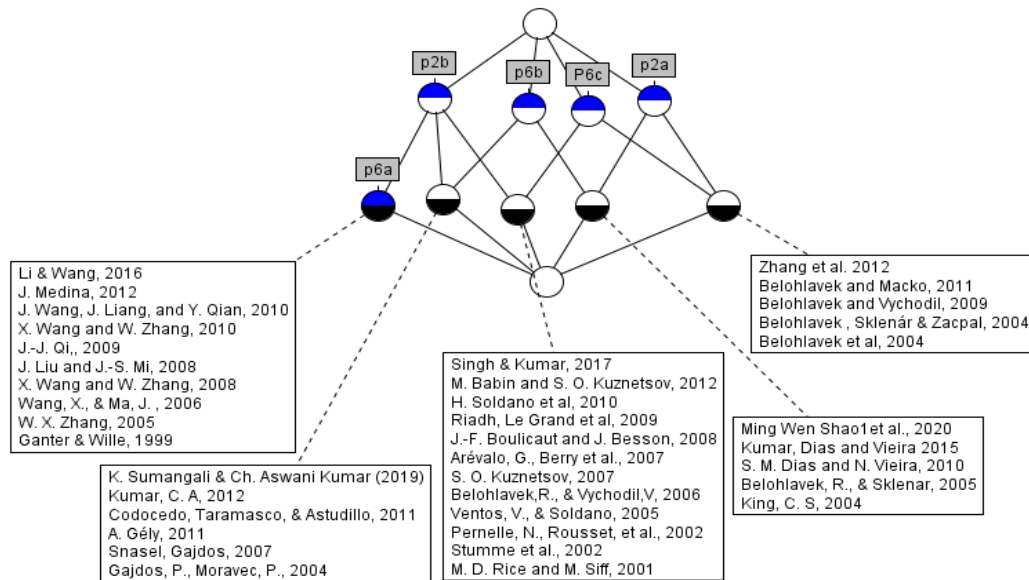 p2b
p6b
P6c
p2a
p6a
Li & Wang, 2016
J. Medina, 2012
J. Wang, J. Liang, and Y. Qian, 2010
X. Wang and W. Zhang, 2010
J.-J. Qi,, 2009
J. Liu and J.-S. Mi, 2008
X. Wang and W. Zhang, 2008
Wang, X., & Ma, J. , 2006
W. X. Zhang, 2005
Ganter & Wille, 1999
K. Sumangali & Ch. Aswani Kumar (2019)
Kumar, C. A, 2012
Codocedo, Taramasco, & Astudillo, 2011
A. Gély, 2011
Snasel, Gajdos, 2007
Gajdos, P., Moravec, P., 2004
Singh & Kumar, 2017
M. Babin and S. O. Kuznetsov, 2012
H. Soldano et al, 2010
Riadh, Le Grand et al, 2009
J.-F. Boulicaut and J. Besson, 2008
Arévalo, G., Berry et al., 2007
S. O. Kuznetsov, 2007
Belohlavek,R., & Vychodil,V, 2006
Ventos, V., & Soldano, 2005
Pernelle, N., Rousset, et al., 2002
Stumme et al., 2002
M. D. Rice and M. Siff, 2001
Ming Wen Shao1 et al., 2020
Kumar, Dias and Vieira 2015
S. M. Dias and N. Vieira, 2010
Belohlavek, R., & Sklenar, 2005
King, C. S, 2004
Zhang et al. 2012
Belohlavek and Macko, 2011
Belohlavek and Vychodil, 2009
Belohlavek , Sklenár & Zacpal, 2004
Belohlavek et al, 2004